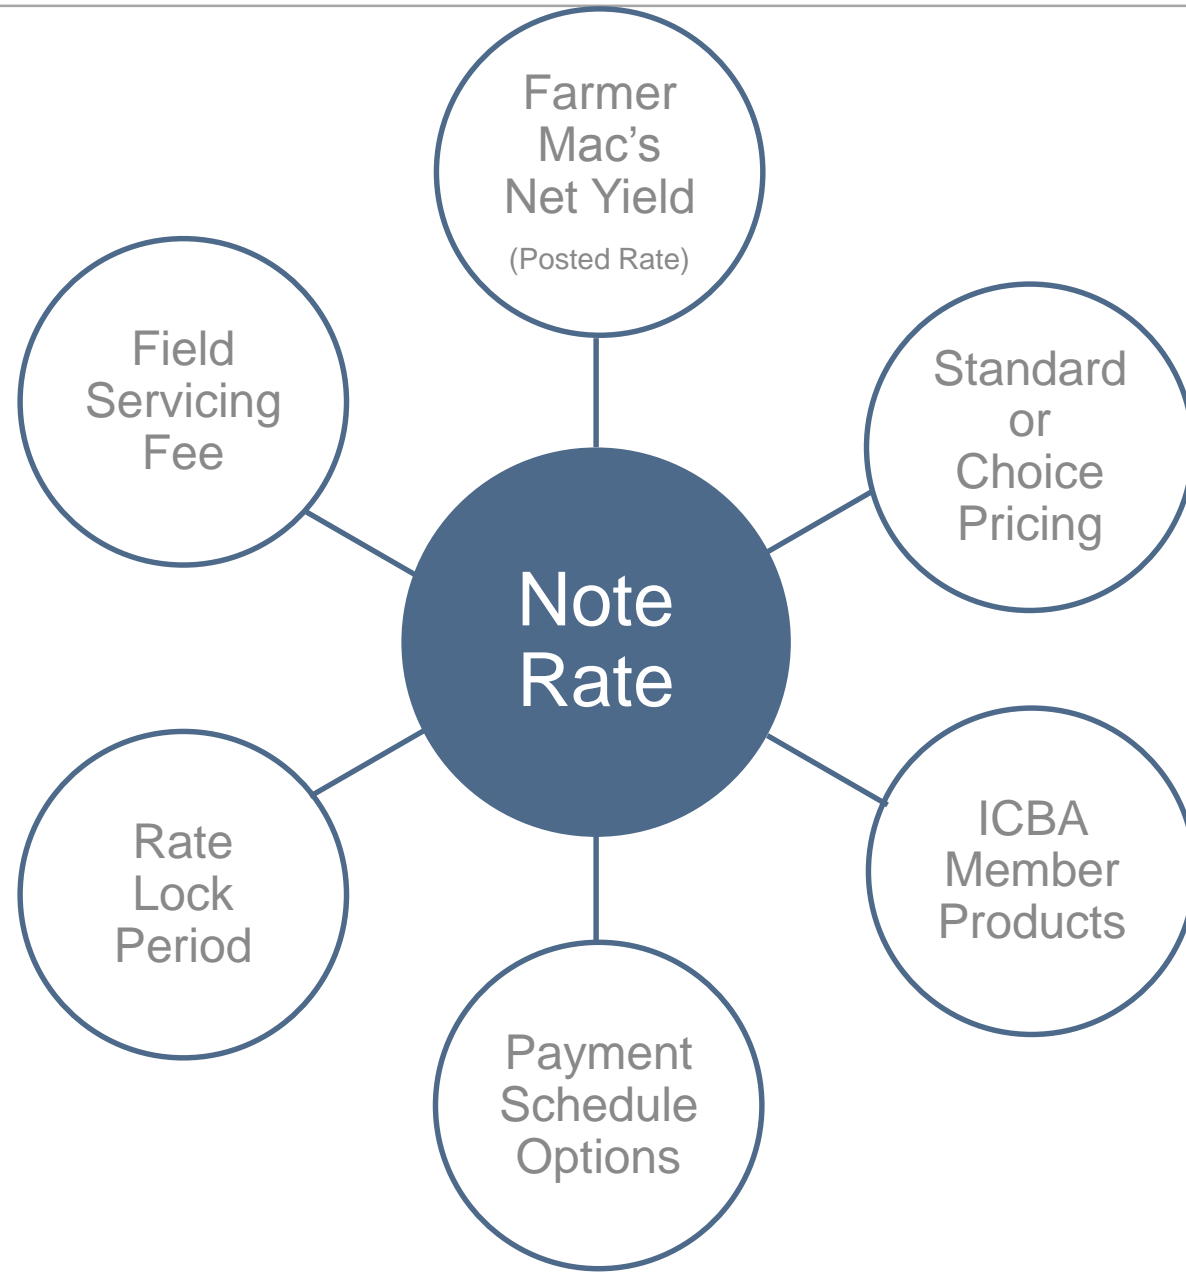 Farmer
Mac’s
Net Yield
(Posted Rate)
Field
Servicing
Fee
Standard
or
Choice
Pricing
Note
Rate
Rate
Lock
Period
ICBA
Member
Products
Payment
Schedule
Options